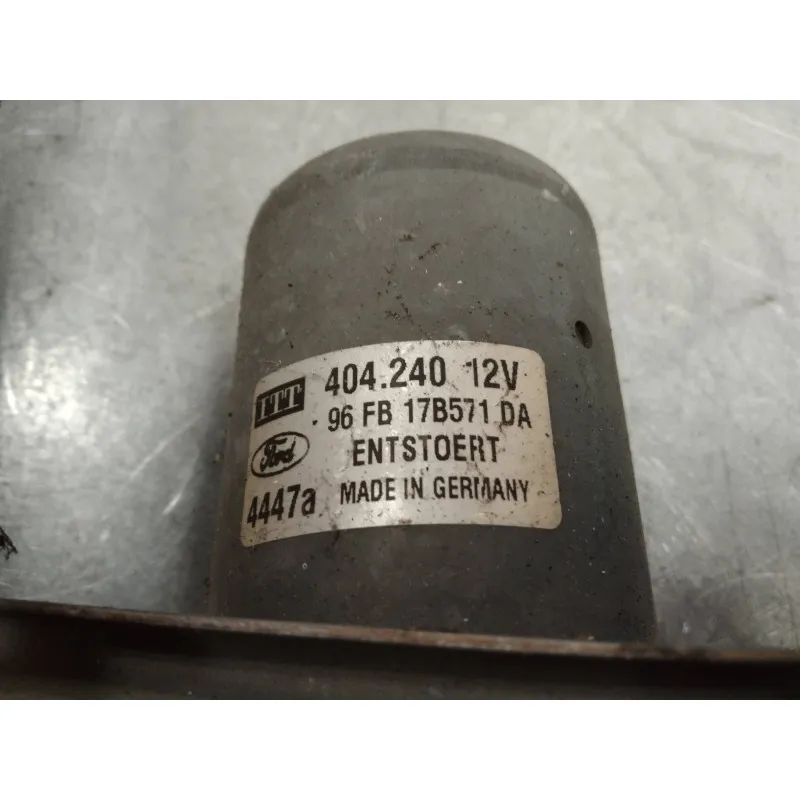 ITT 404.240 12V
96 FB 17B571 DA
Ford ENTSTOERT
4447a MADE IN GERMANY